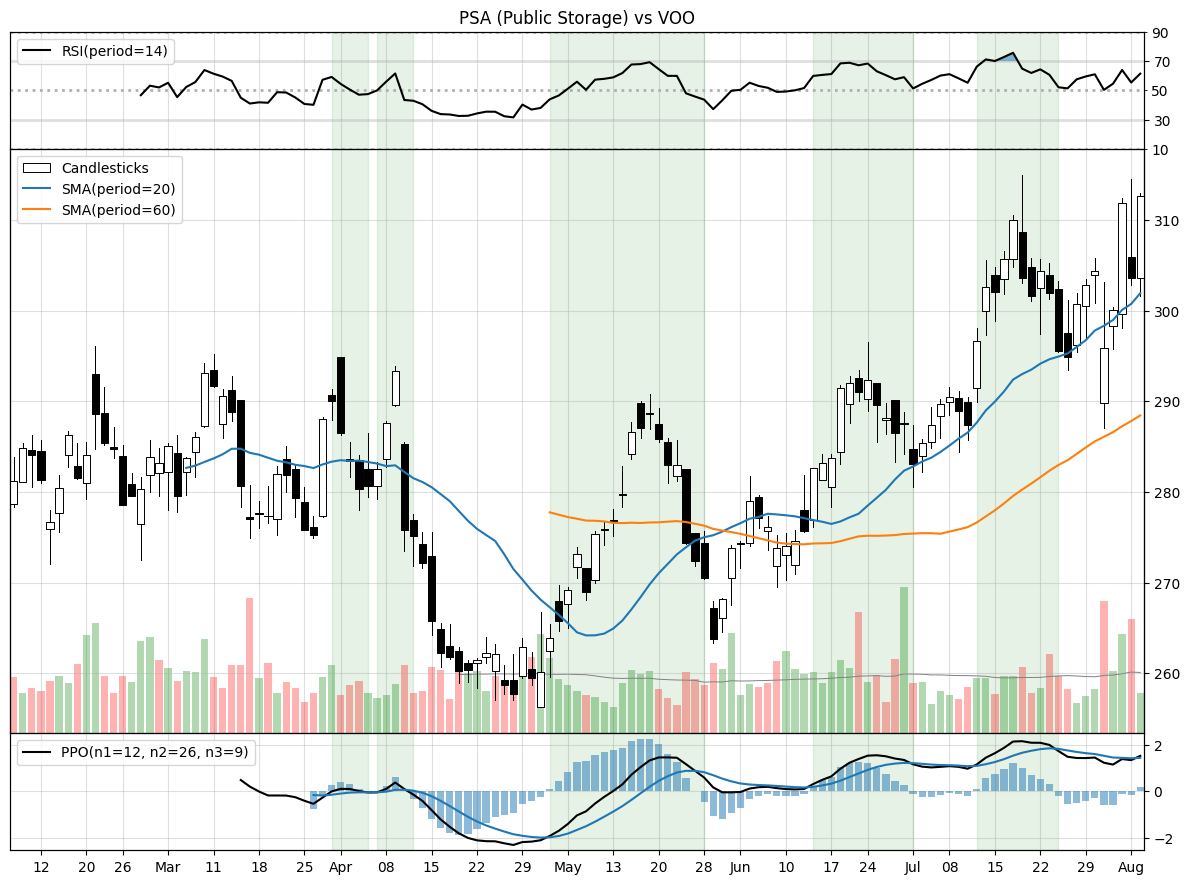 PSA (Public Storage) vs VOO
RSI(period=14)
90
70
50
30
10
Candlesticks
SMA(period=20)
SMA(period=60)
310
300
290
280
270
260
PPO(n1=12, n2=26, n3=9)
2
0
−2
12 20 26 Mar 11 18 25 Apr 08 15 22 May 13 20 28 Jun 10 17 24 Jul 08 15 22 29 Aug